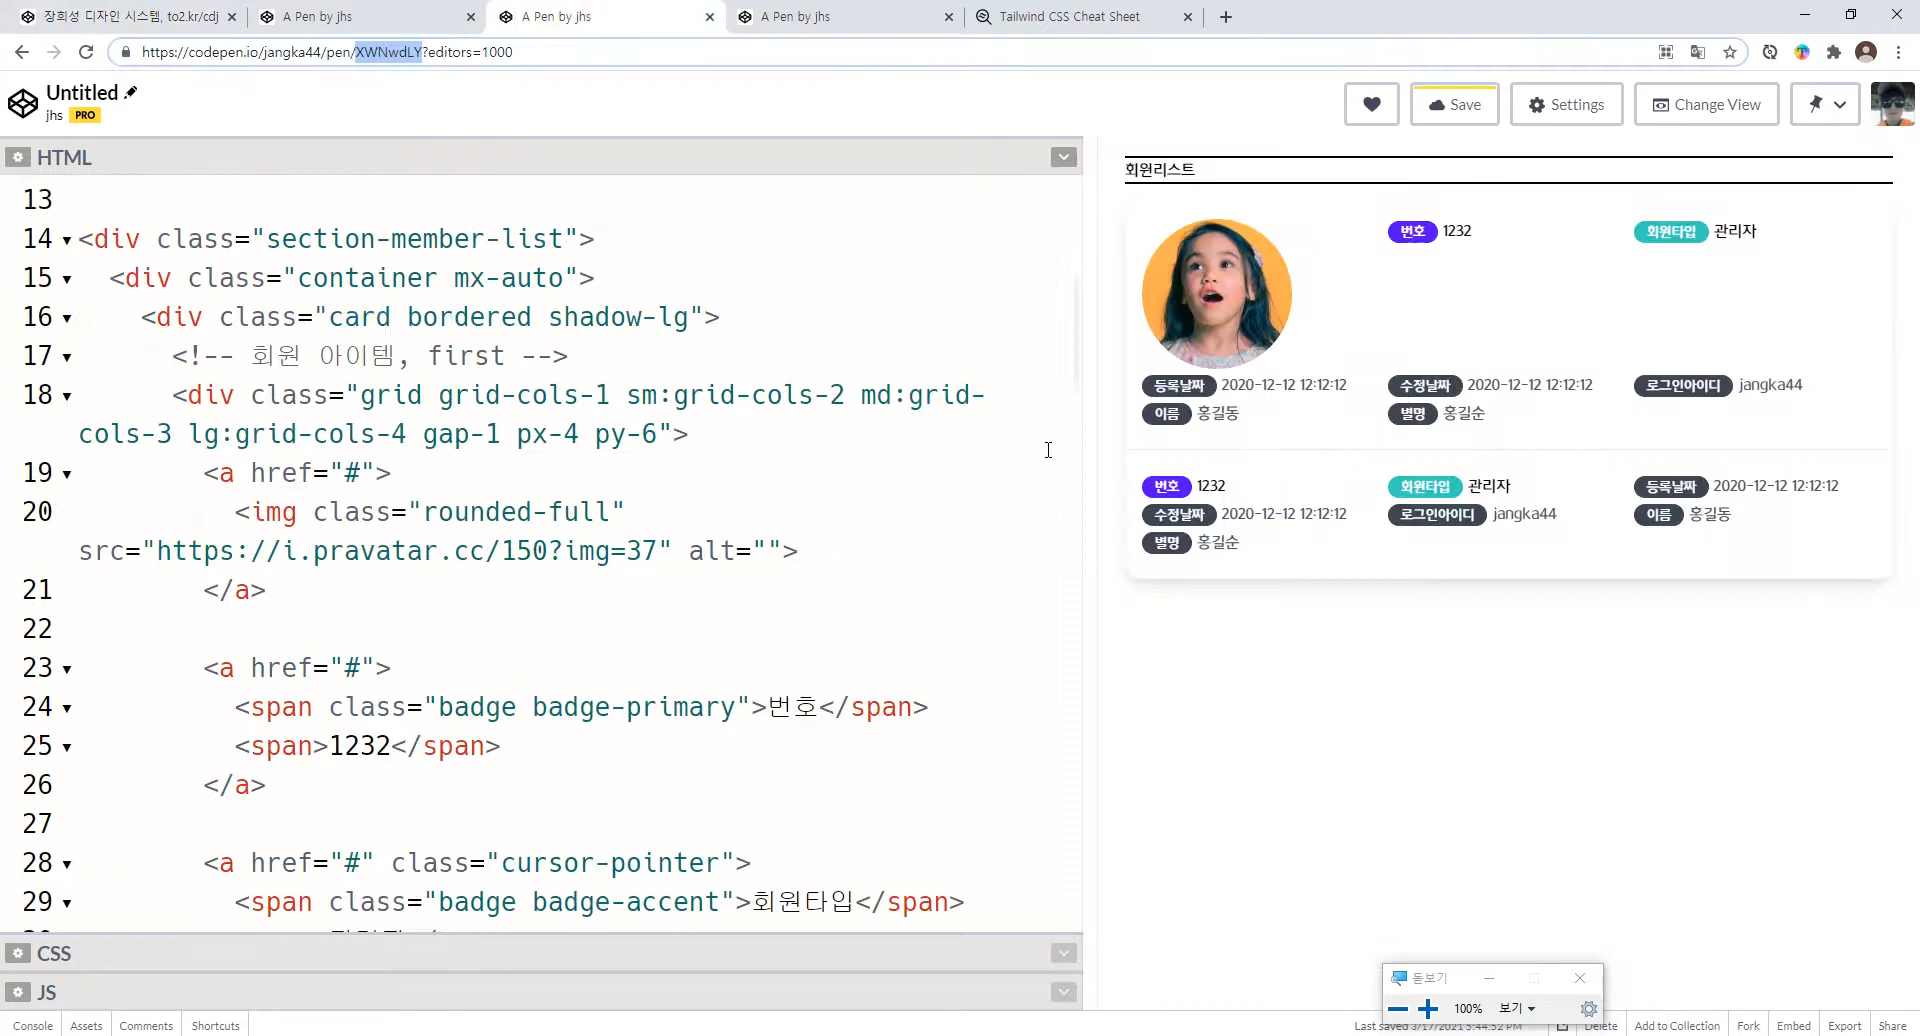 장희성 디자인 시스템, to2.kr/cdj
A Pen by jhs
A Pen by jhs
A Pen by jhs
Tailwind CSS Cheat Sheet
https://codepen.io/jangka44/pen/XWNwdLY?editors=1000
Untitled
jhs PRO
Save
Settings
Change View
HTML
13
14 <div class="section-member-list">
15 <div class="container mx-auto">
16 <div class="card bordered shadow-lg">
17 <!-- 회원 아이템, first -->
18 <div class="grid grid-cols-1 sm:grid-cols-2 md:grid-
cols-3 lg:grid-cols-4 gap-1 px-4 py-6">
19 <a href="#">
20 <img class="rounded-full"
src="https://i.pravatar.cc/150?img=37" alt="">
21 </a>
22
23 <a href="#">
24 <span class="badge badge-primary">번호</span>
25 <span>1232</span>
26 </a>
27
28 <a href="#" class="cursor-pointer">
29 <span class="badge badge-accent">회원타입</span>
CSS
JS
회원리스트
번호 1232
회원타입 관리자
등록날짜 2020-12-12 12:12:12
수정날짜 2020-12-12 12:12:12
로그인아이디 jangka44
이름 홍길동
별명 홍길순
번호 1232
회원타입 관리자
등록날짜 2020-12-12 12:12:12
수정날짜 2020-12-12 12:12:12
로그인아이디 jangka44
이름 홍길동
별명 홍길순
돋보기
100% 보기
Console
Assets
Comments
Shortcuts
Last saved 3/17/2021 5:44:52 PM
Delete
Add to Collection
Fork
Embed
Export
Share